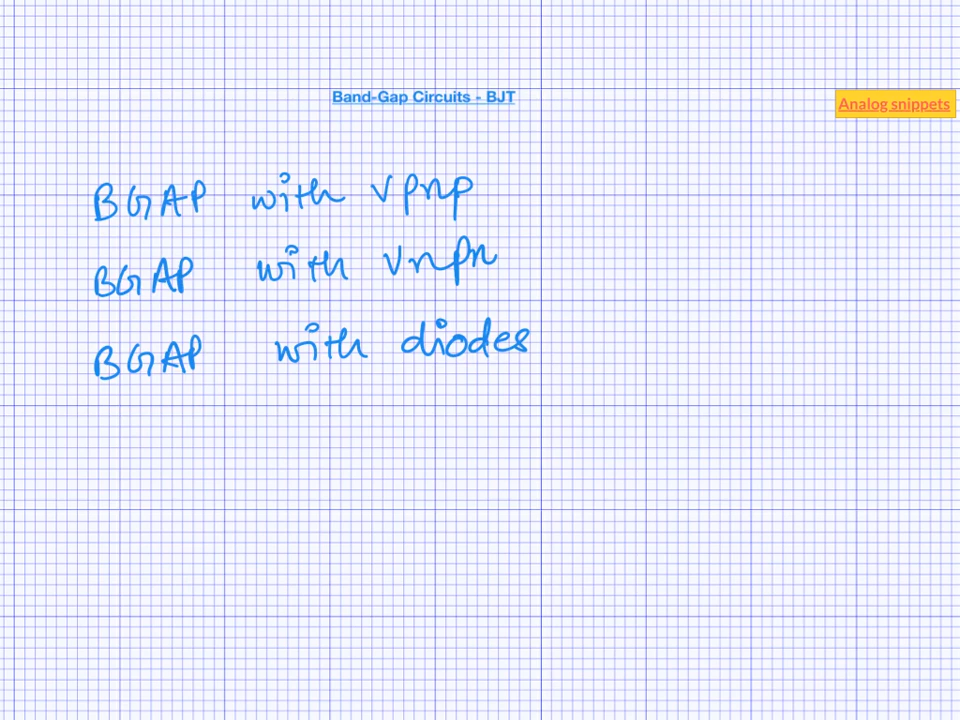 Band-Gap Circuits - BJT
Analog snippets
BGAP with vpnp
BGAP with vnpn
BGAP with diodes